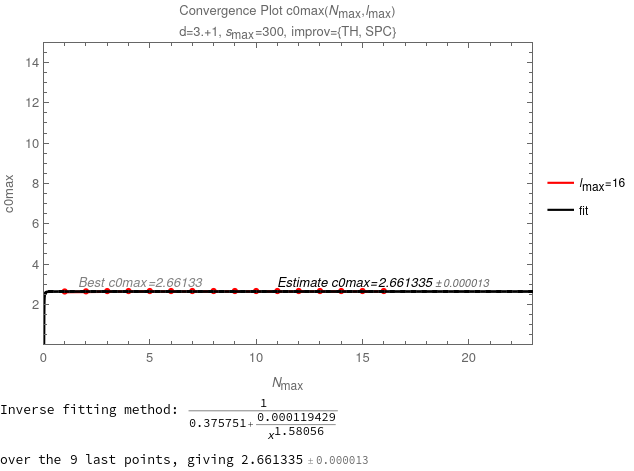 Convergence Plot c0max(Nmax,lmax)
d=3.+1, smax=300, improv={TH, SPC}
14
12
10
8
6
4
2
c0max
Best c0max=2.66133
Estimate c0max=2.661335 ±0.000013
0 5 10 15 20
Nmax
lmax=16
fit
Inverse fitting method: 1
0.375751+ 0.000119429
x1.58056
over the 9 last points, giving 2.661335 ±0.000013